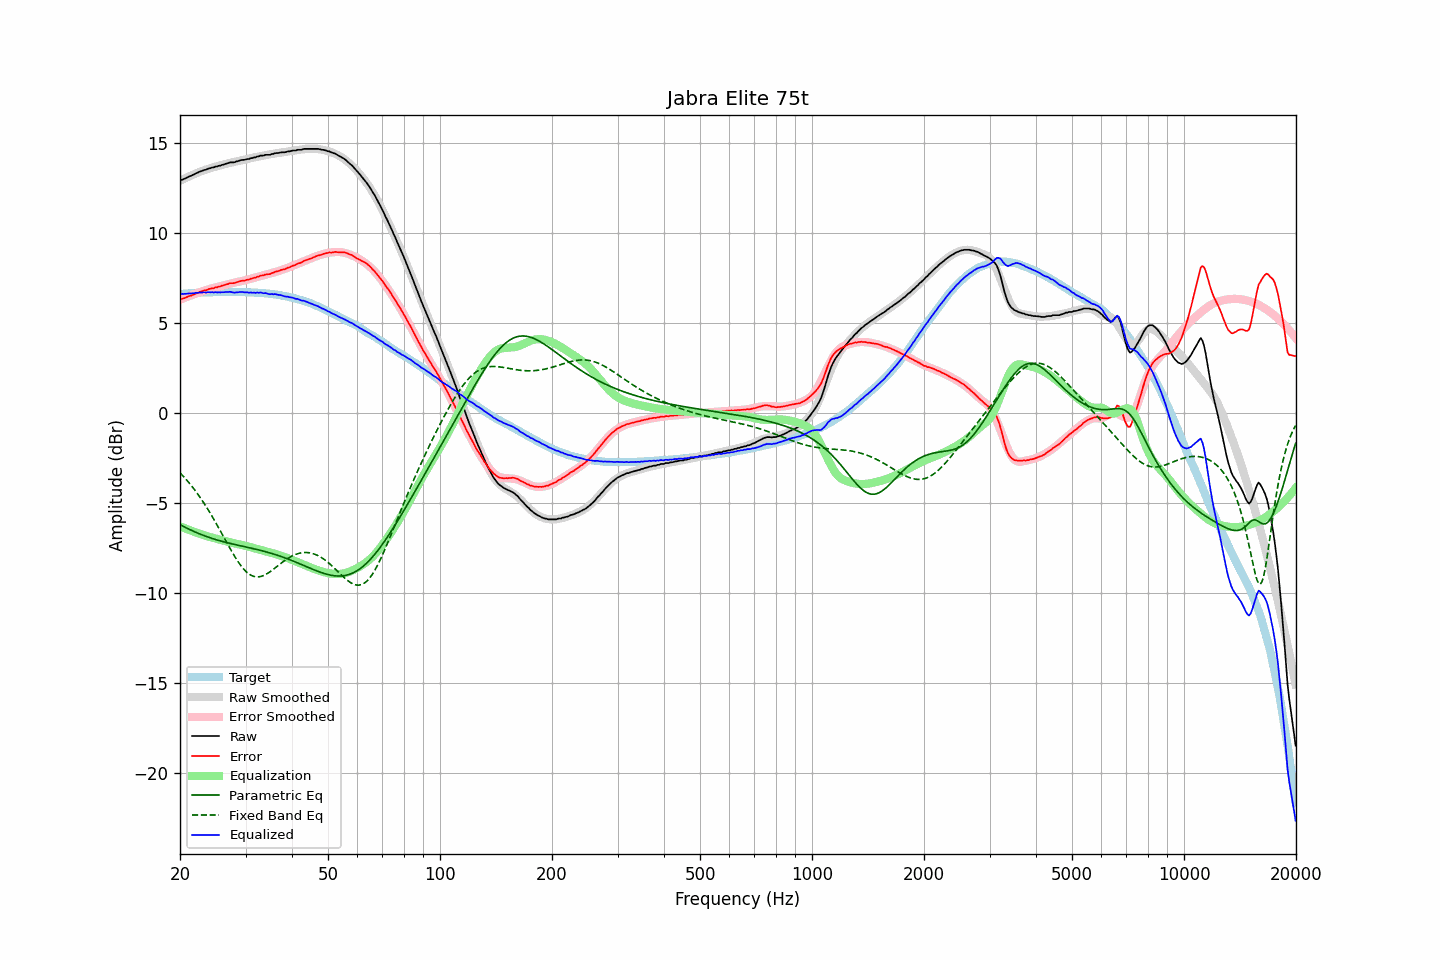 Jabra Elite 75t
Amplitude (dBr)
15
10
5
0
−5
−10
−15
−20
Target
Raw Smoothed
Error Smoothed
Raw
Error
Equalization
Parametric Eq
Fixed Band Eq
Equalized
20 50 100 200 500 1000 2000 5000 10000 20000
Frequency (Hz)